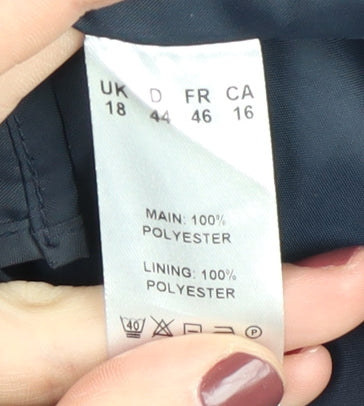 UK D FR CA
18 44 46 16
MAIN: 100%
POLYESTER
LINING: 100%
POLYESTER
40 P